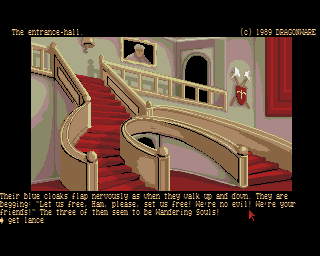 The entrance-hall. (c) 1989 DRAGONWARE
Their blue cloaks flap nervously as when they walk up and down. They are
begging: "Let us free, Han, please, set us free! We're no evil! We're your
friends!" The three of them seem to be Wandering Souls!
get lance